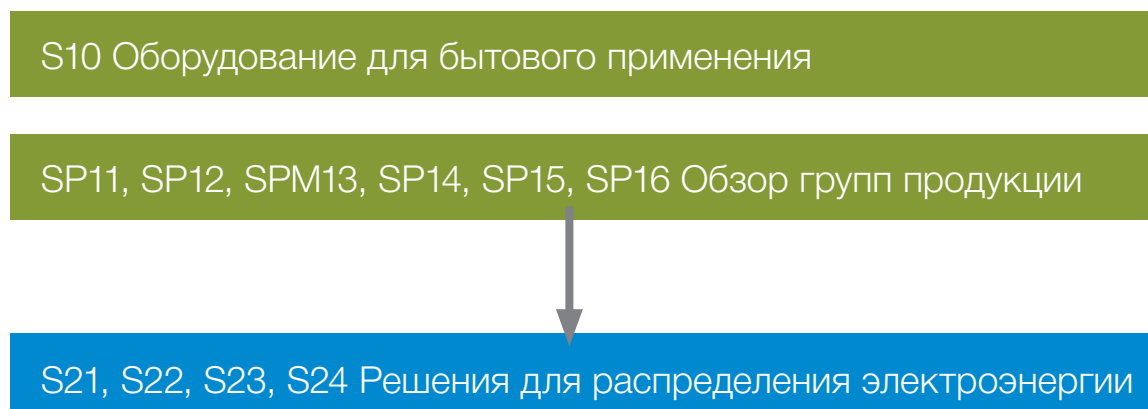 S10 Оборудование для бытового применения
SP11, SP12, SPM13, SP14, SP15, SP16 Обзор групп продукции
S21, S22, S23, S24 Решения для распределения электроэнергии